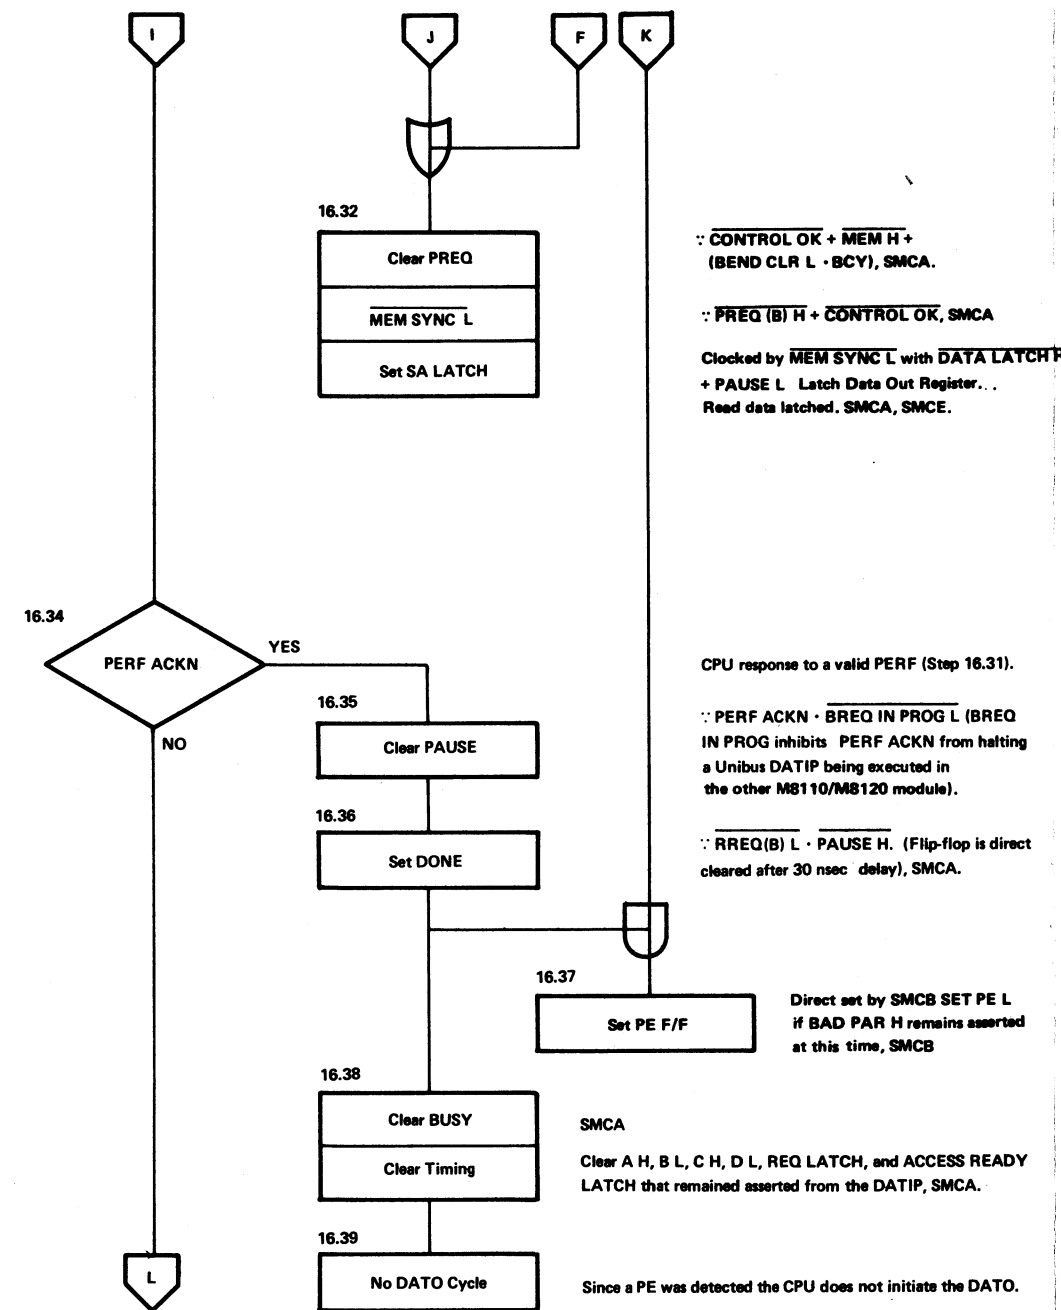 I
J
F
K
16.32
Clear PREQ
MEM SYNC L
Set SA LATCH
∵ CONTROL OK + MEM H +
(BEND CLR L · BCY), SMCA.
∵ PREQ (B) H + CONTROL OK, SMCA
Clocked by MEM SYNC L with DATA LATCH H
+ PAUSE L Latch Data Out Register. . .
Read data latched. SMCA, SMCE.
16.34
PERF ACKN
YES
NO
CPU response to a valid PERF (Step 16.31).
16.35
Clear PAUSE
∵ PERF ACKN · BREQ IN PROG L (BREQ
IN PROG inhibits PERF ACKN from halting
a Unibus DATIP being executed in
the other M8110/M8120 module).
16.36
Set DONE
∵ RREQ(B) L · PAUSE H. (Flip-flop is direct
cleared after 30 nsec delay), SMCA.
16.37
Set PE F/F
Direct set by SMCB SET PE L
if BAD PAR H remains asserted
at this time, SMCB
16.38
Clear BUSY
SMCA
Clear Timing
Clear A H, B L, C H, D L, REQ LATCH, and ACCESS READY
LATCH that remained asserted from the DATIP, SMCA.
16.39
No DATO Cycle
Since a PE was detected the CPU does not initiate the DATO.
L